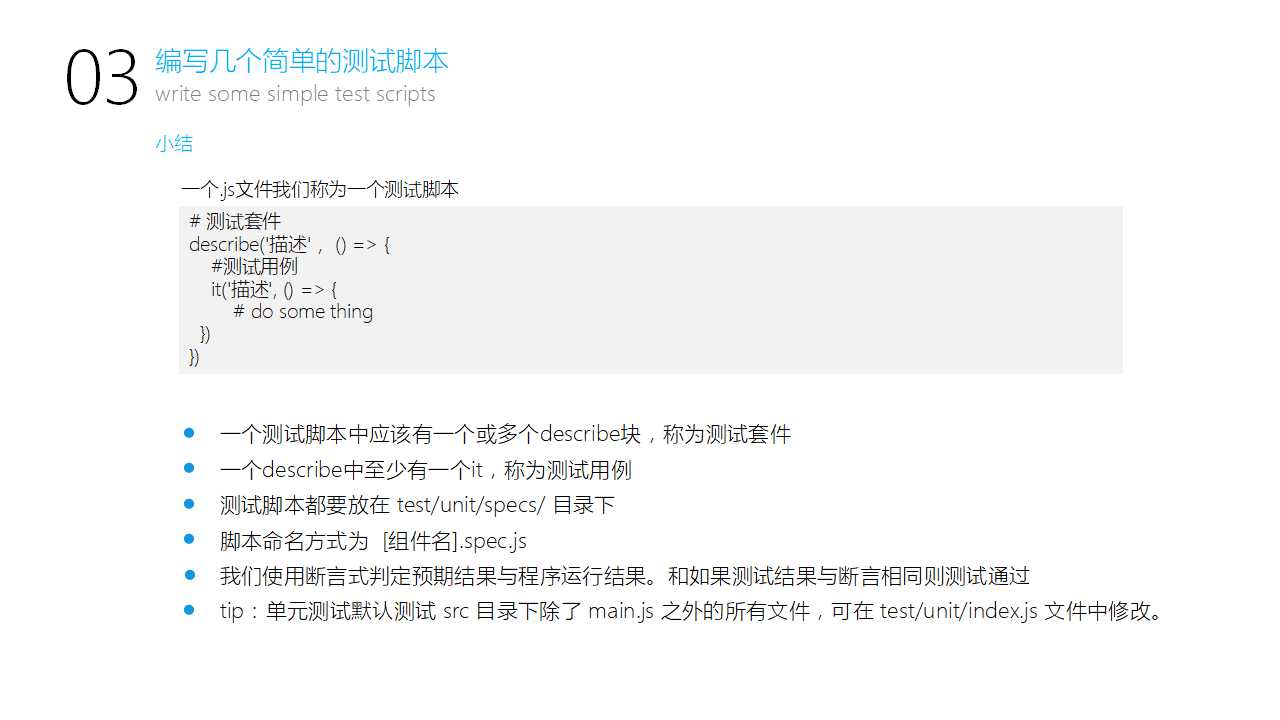 03
编写几个简单的测试脚本
write some simple test scripts
小结
一个.js文件我们称为一个测试脚本
# 测试套件
describe('描述' ,  () => {
    #测试用例
    it('描述', () => {
        # do some thing
  })
})
一个测试脚本中应该有一个或多个describe块，称为测试套件
一个describe中至少有一个it，称为测试用例
测试脚本都要放在 test/unit/specs/ 目录下
脚本命名方式为  [组件名].spec.js
我们使用断言式判定预期结果与程序运行结果。和如果测试结果与断言相同则测试通过
tip：单元测试默认测试 src 目录下除了 main.js 之外的所有文件，可在 test/unit/index.js 文件中修改。